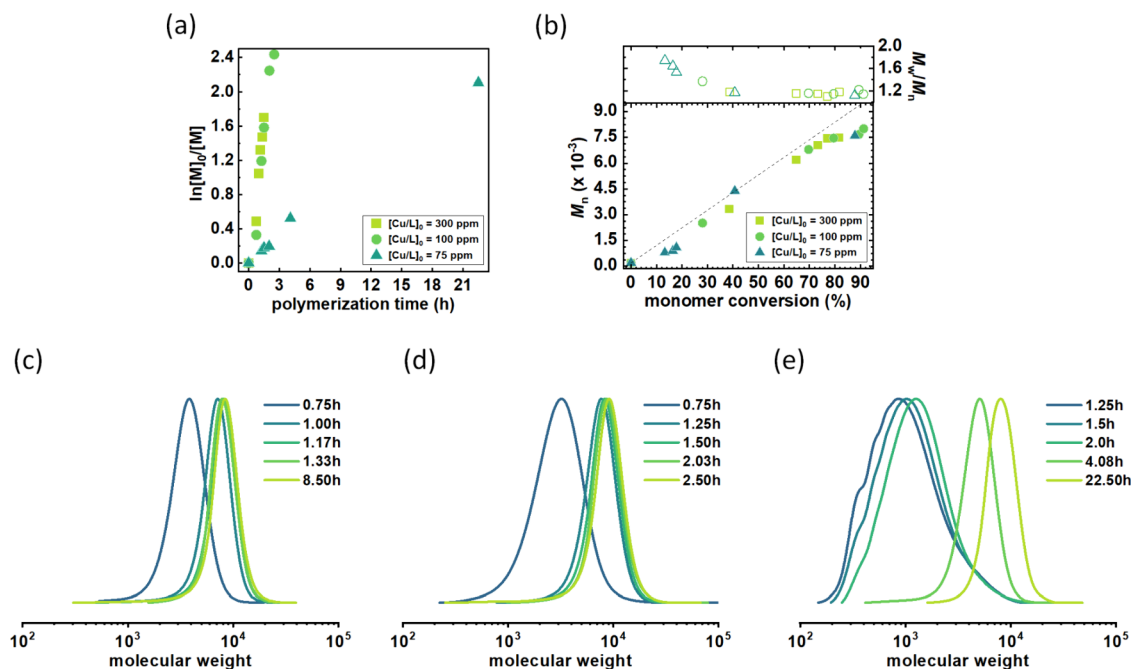 (a)
ln[M]₀/[M]
2.4
2.0
1.6
1.2
0.8
0.4
0.0
[Cu/L]₀ = 300 ppm
[Cu/L]₀ = 100 ppm
[Cu/L]₀ = 75 ppm
0 3 6 9 12 15 18 21
polymerization time (h)
(b)
2.0
1.6
1.2
Mw/Mn
Mn (x 10⁻³)
9.0
7.5
6.0
4.5
3.0
1.5
0.0
[Cu/L]₀ = 300 ppm
[Cu/L]₀ = 100 ppm
[Cu/L]₀ = 75 ppm
0 10 20 30 40 50 60 70 80 90
monomer conversion (%)
(c)
0.75h
1.00h
1.17h
1.33h
8.50h
10² 10³ 10⁴ 10⁵
molecular weight
(d)
0.75h
1.25h
1.50h
2.03h
2.50h
10² 10³ 10⁴ 10⁵
molecular weight
(e)
1.25h
1.5h
2.0h
4.08h
22.50h
10² 10³ 10⁴ 10⁵
molecular weight